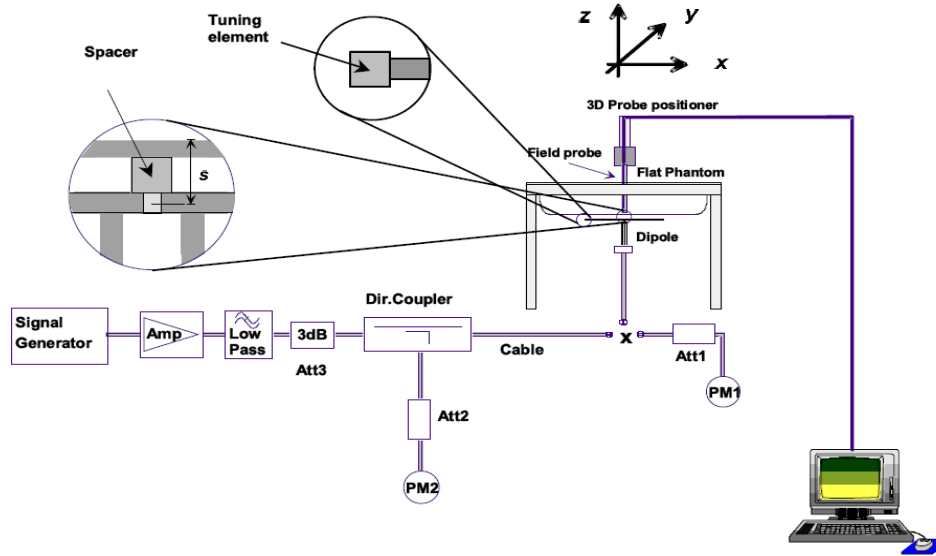 Tuning
element
z
y
x
Spacer
s
3D Probe positioner
Field probe
Flat Phantom
Dipole
Dir.Coupler
Signal
Generator
Amp
Low
Pass
3dB
Att3
Cable
x
Att1
PM1
Att2
PM2